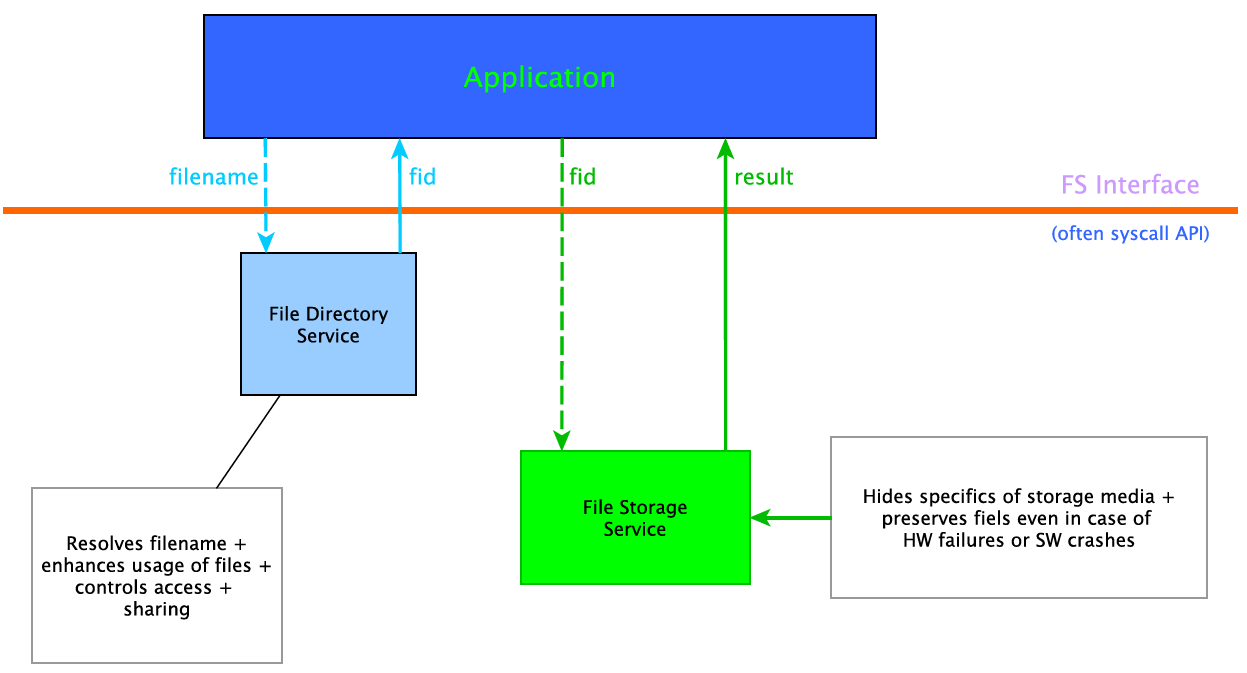 Application
filename
fid
fid
result
FS Interface
(often syscall API)
File Directory
Service
File Storage
Service
Hides specifics of storage media +
preserves fiels even in case of
HW failures or SW crashes
Resolves filename +
enhances usage of files +
controls access +
sharing